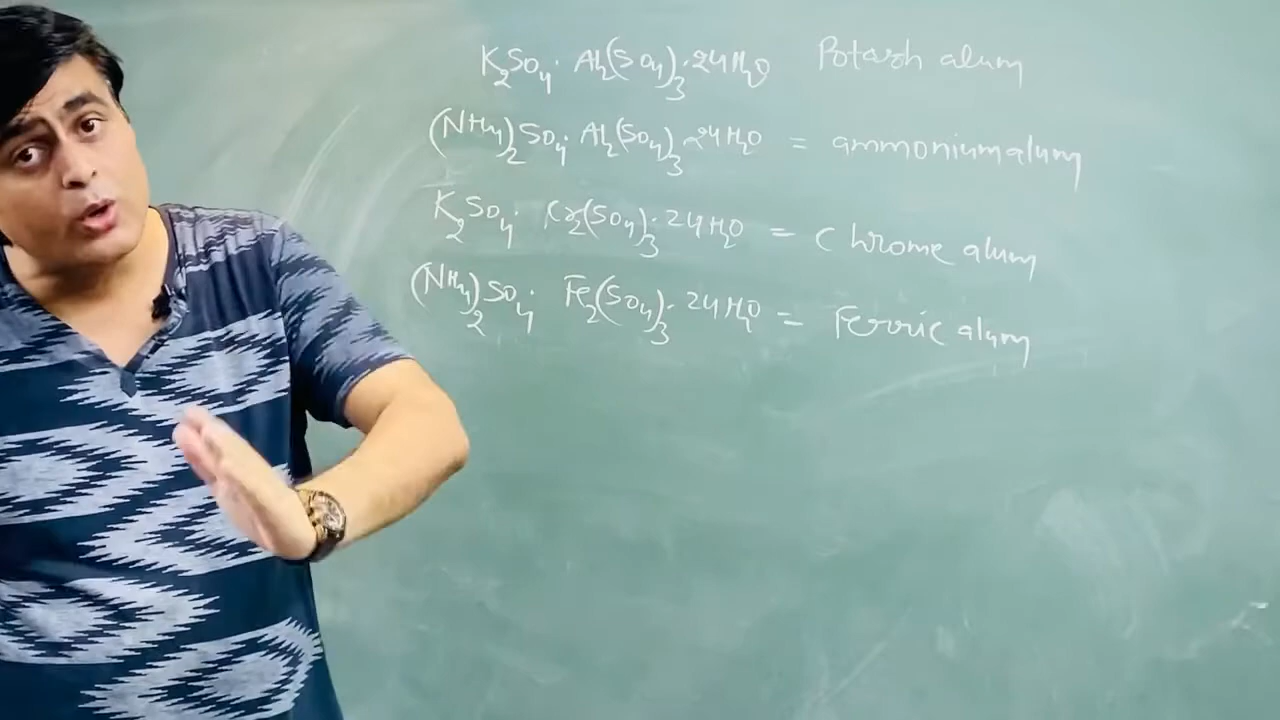 K₂SO₄. Al₂(SO₄)₃.24H₂O Potash alum
(NH₄)₂SO₄. Al₂(SO₄)₃.24H₂O = ammonium alum
K₂SO₄. Cr₂(SO₄)₃.24H₂O = Chrome alum
(NH₄)₂SO₄. Fe₂(SO₄)₃.24H₂O = Ferric alum